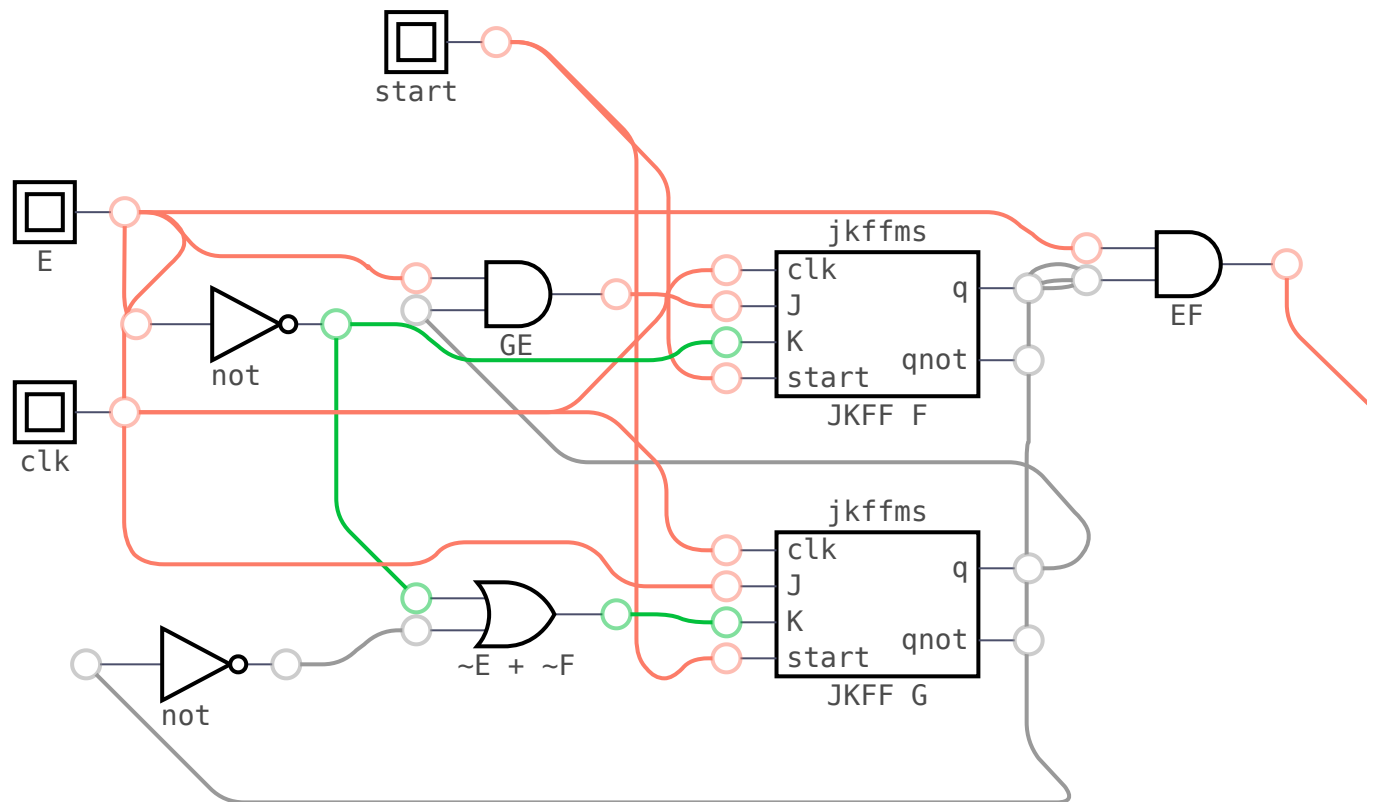 start
E
jkffms
clk
J
K
start
q
qnot
JKFF F
EF
GE
not
clk
jkffms
clk
J
K
start
q
qnot
JKFF G
~E + ~F
not